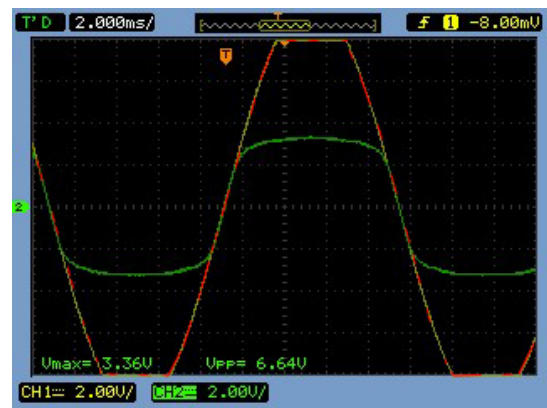 T'D 2.000ms/ T 1 -8.00mV
T
2
Vmax= 3.36V VPP= 6.64V
CH1 2.00V/ CH2 2.00V/